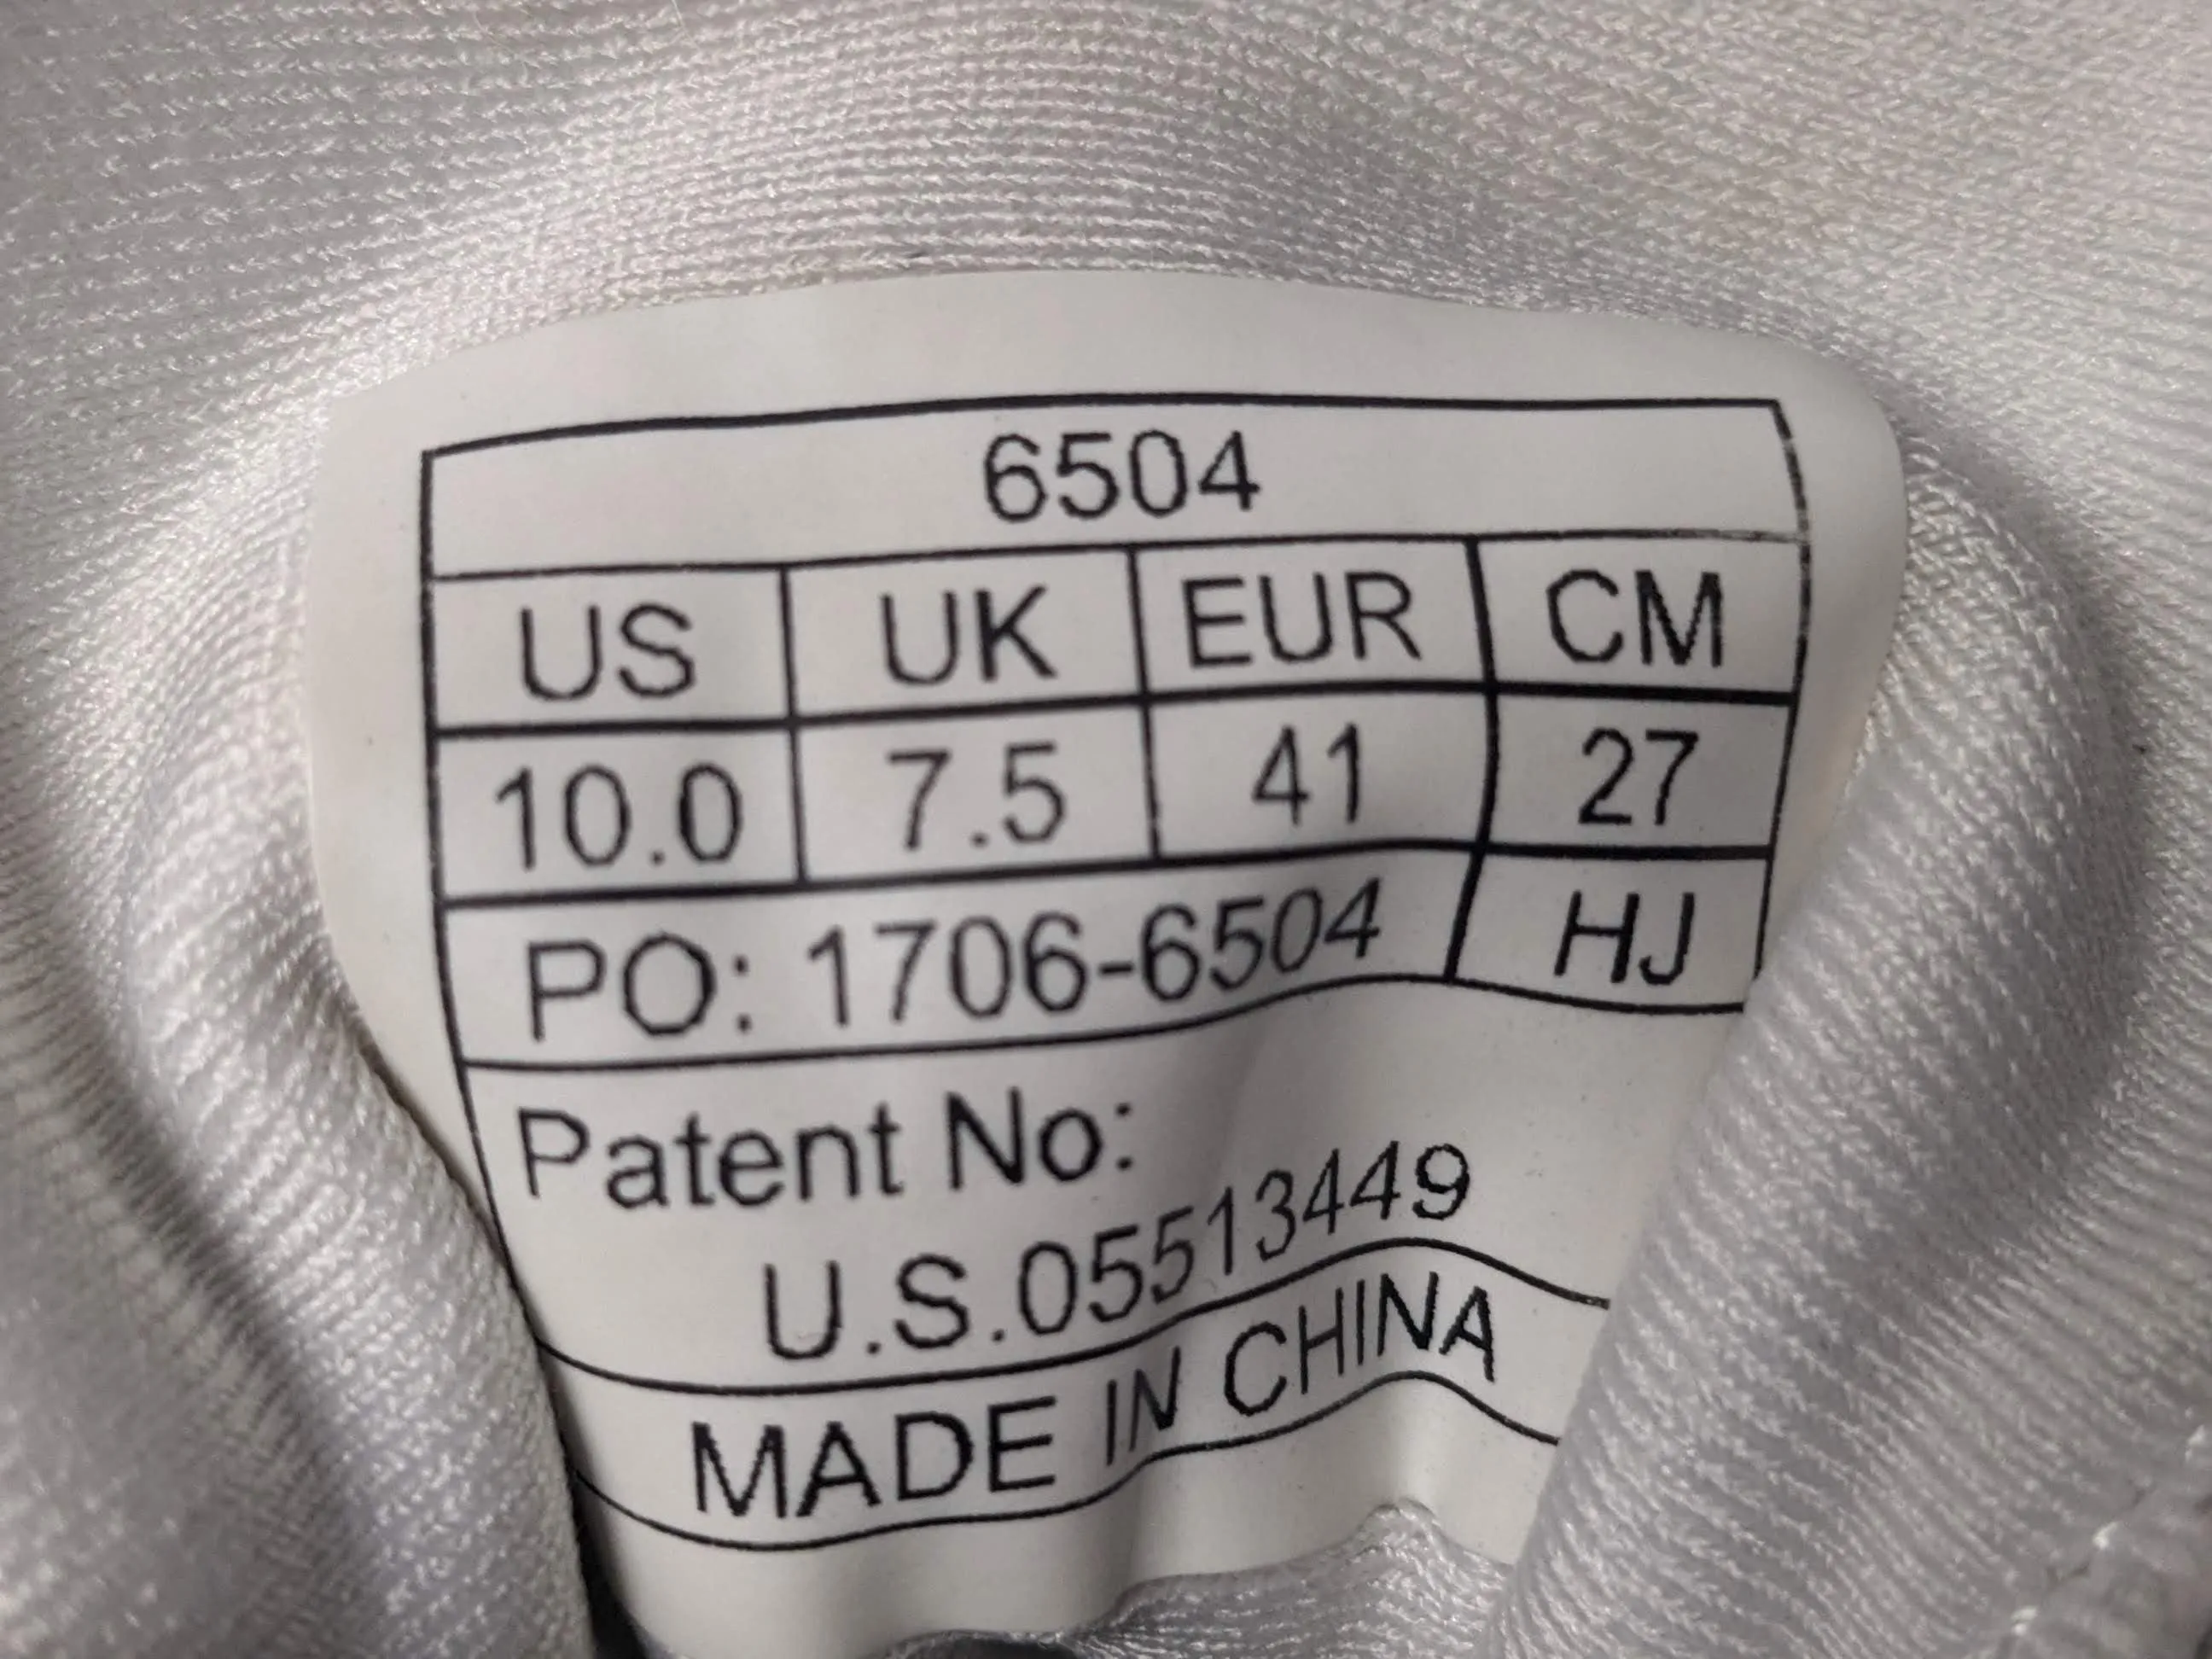 6504
US UK EUR CM
10.0 7.5 41 27
PO: 1706-6504 HJ
Patent No:
U.S.05513449
MADE IN CHINA